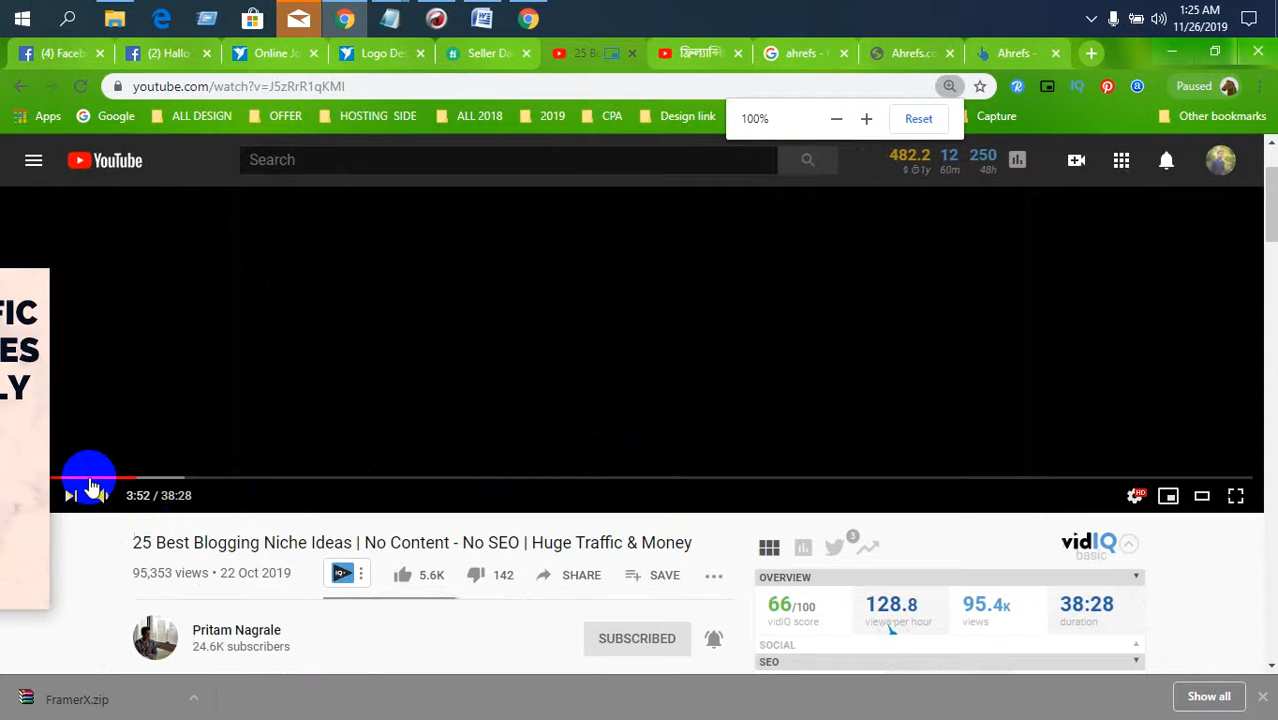 1:25 AM
11/26/2019
(4) Faceb
(2) Hallo
Online Jo
Logo Des
Seller Da
25 B
ফ্রিল্যান্সি
ahrefs - G
Ahrefs.co
Ahrefs -
youtube.com/watch?v=J5zRrR1qKMI
Paused
Apps
Google
ALL DESIGN
OFFER
HOSTING SIDE
ALL 2018
2019
CPA
Design link
Capture
Other bookmarks
100%
Reset
YouTube
Search
482.2 12 250
1y 60m 48h
FIC
ES
LY
3:52 / 38:28
HD
25 Best Blogging Niche Ideas | No Content - No SEO | Huge Traffic & Money
95,353 views • 22 Oct 2019
5.6K
142
SHARE
SAVE
3
vidIQ
basic
OVERVIEW
66/100
vidIQ score
128.8
views per hour
95.4K
views
38:28
duration
SOCIAL
SEO
Pritam Nagrale
24.6K subscribers
SUBSCRIBED
FramerX.zip
Show all